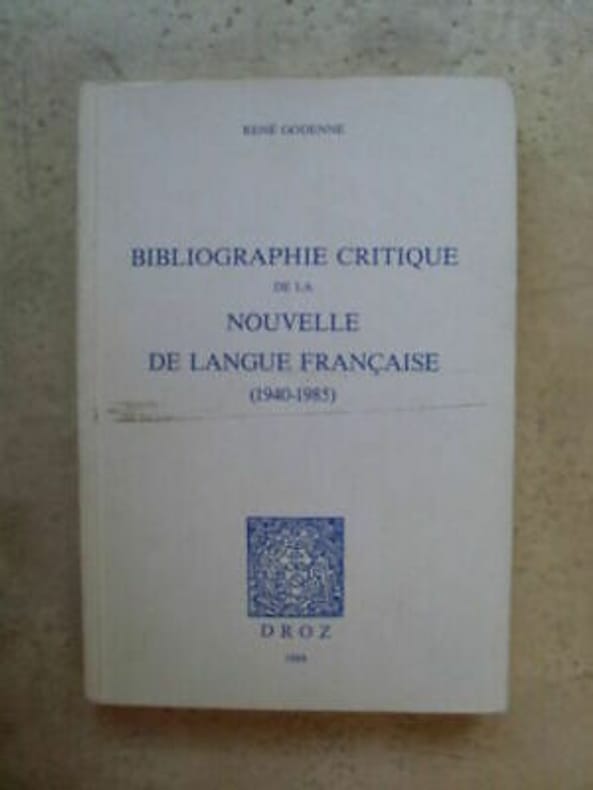 RENÉ GODENNE
BIBLIOGRAPHIE CRITIQUE
DE LA
NOUVELLE
DE LANGUE FRANÇAISE
(1940-1985)
DROZ